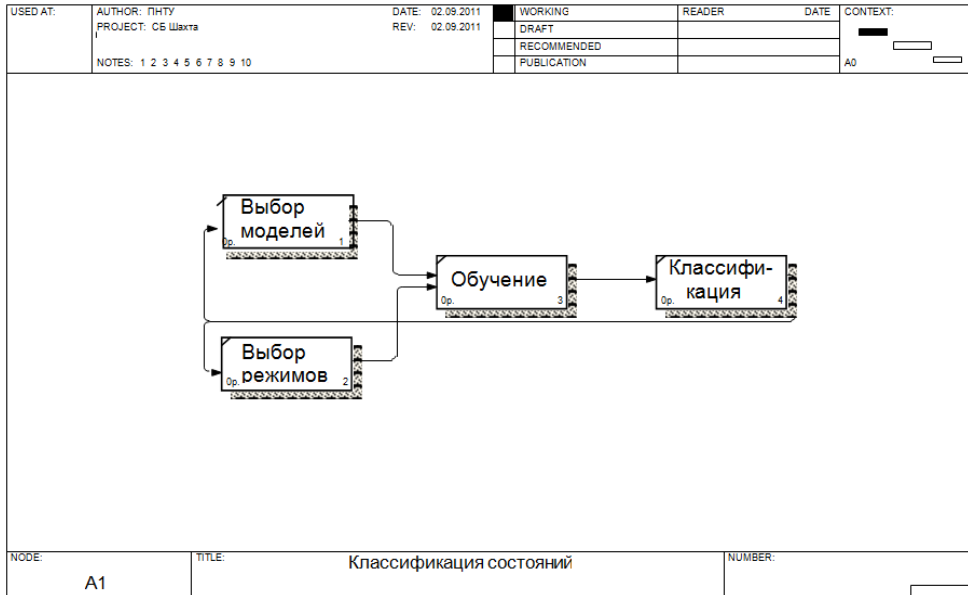 USED AT:
AUTHOR: ПНТУ
DATE: 02.09.2011
PROJECT: СБ Шахта
REV: 02.09.2011
NOTES: 1 2 3 4 5 6 7 8 9 10
WORKING
DRAFT
RECOMMENDED
PUBLICATION
READER
DATE
CONTEXT:
A0
Выбор
моделей
0р.
1
Обучение
0р.
3
Классифи-
кация
0р.
4
Выбор
режимов
0р.
2
NODE:
A1
TITLE:
Классификация состояний
NUMBER: